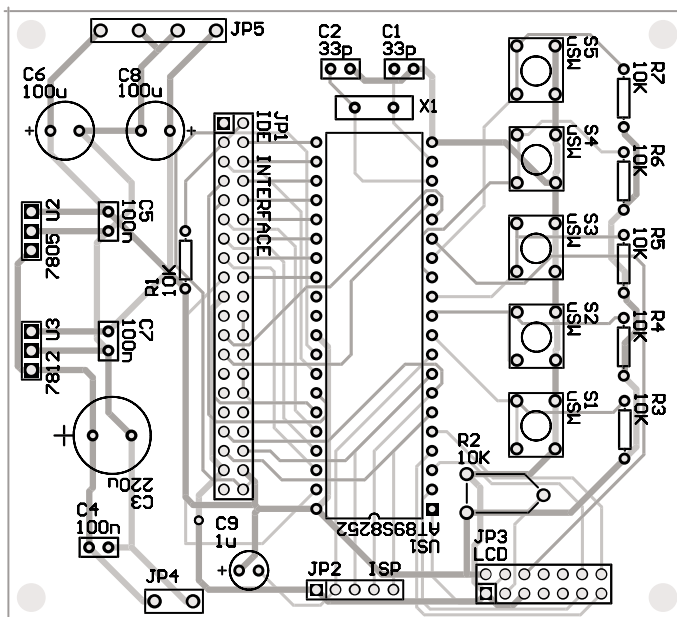 JP5
C2
33p
C1
33p
S5
uSW
R7
10K
C6
100u
C8
100u
+
+
X1
JP1
IDE INTERFACE
S4
uSW
R6
10K
U2
7805
C5
100n
R1
10K
S3
uSW
R5
10K
U3
7812
C7
100n
S2
uSW
R4
10K
+
220u
C3
S1
uSW
R3
10K
R2
10K
C4
100n
C9
1u
+
AT89S8252
US1
JP3
LCD
JP2
ISP
JP4